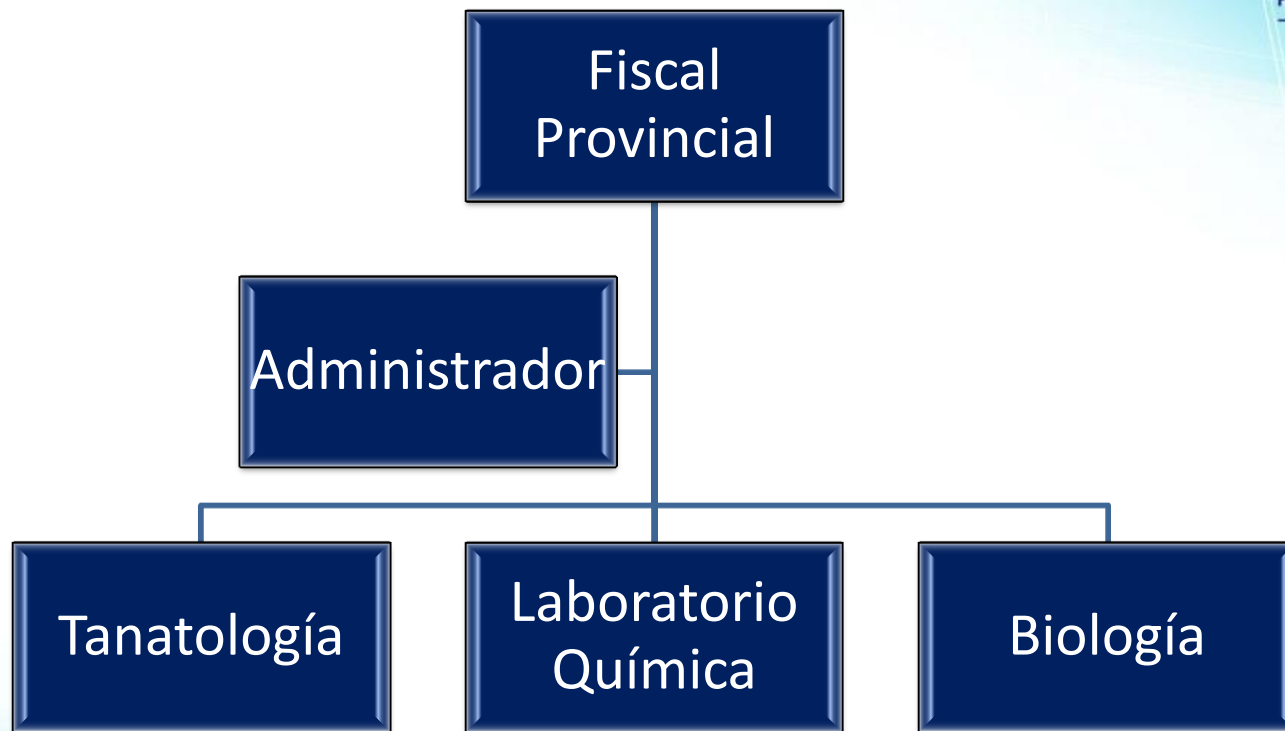 Fiscal
Provincial
Administrador
Tanatología
Laboratorio
Química
Biología